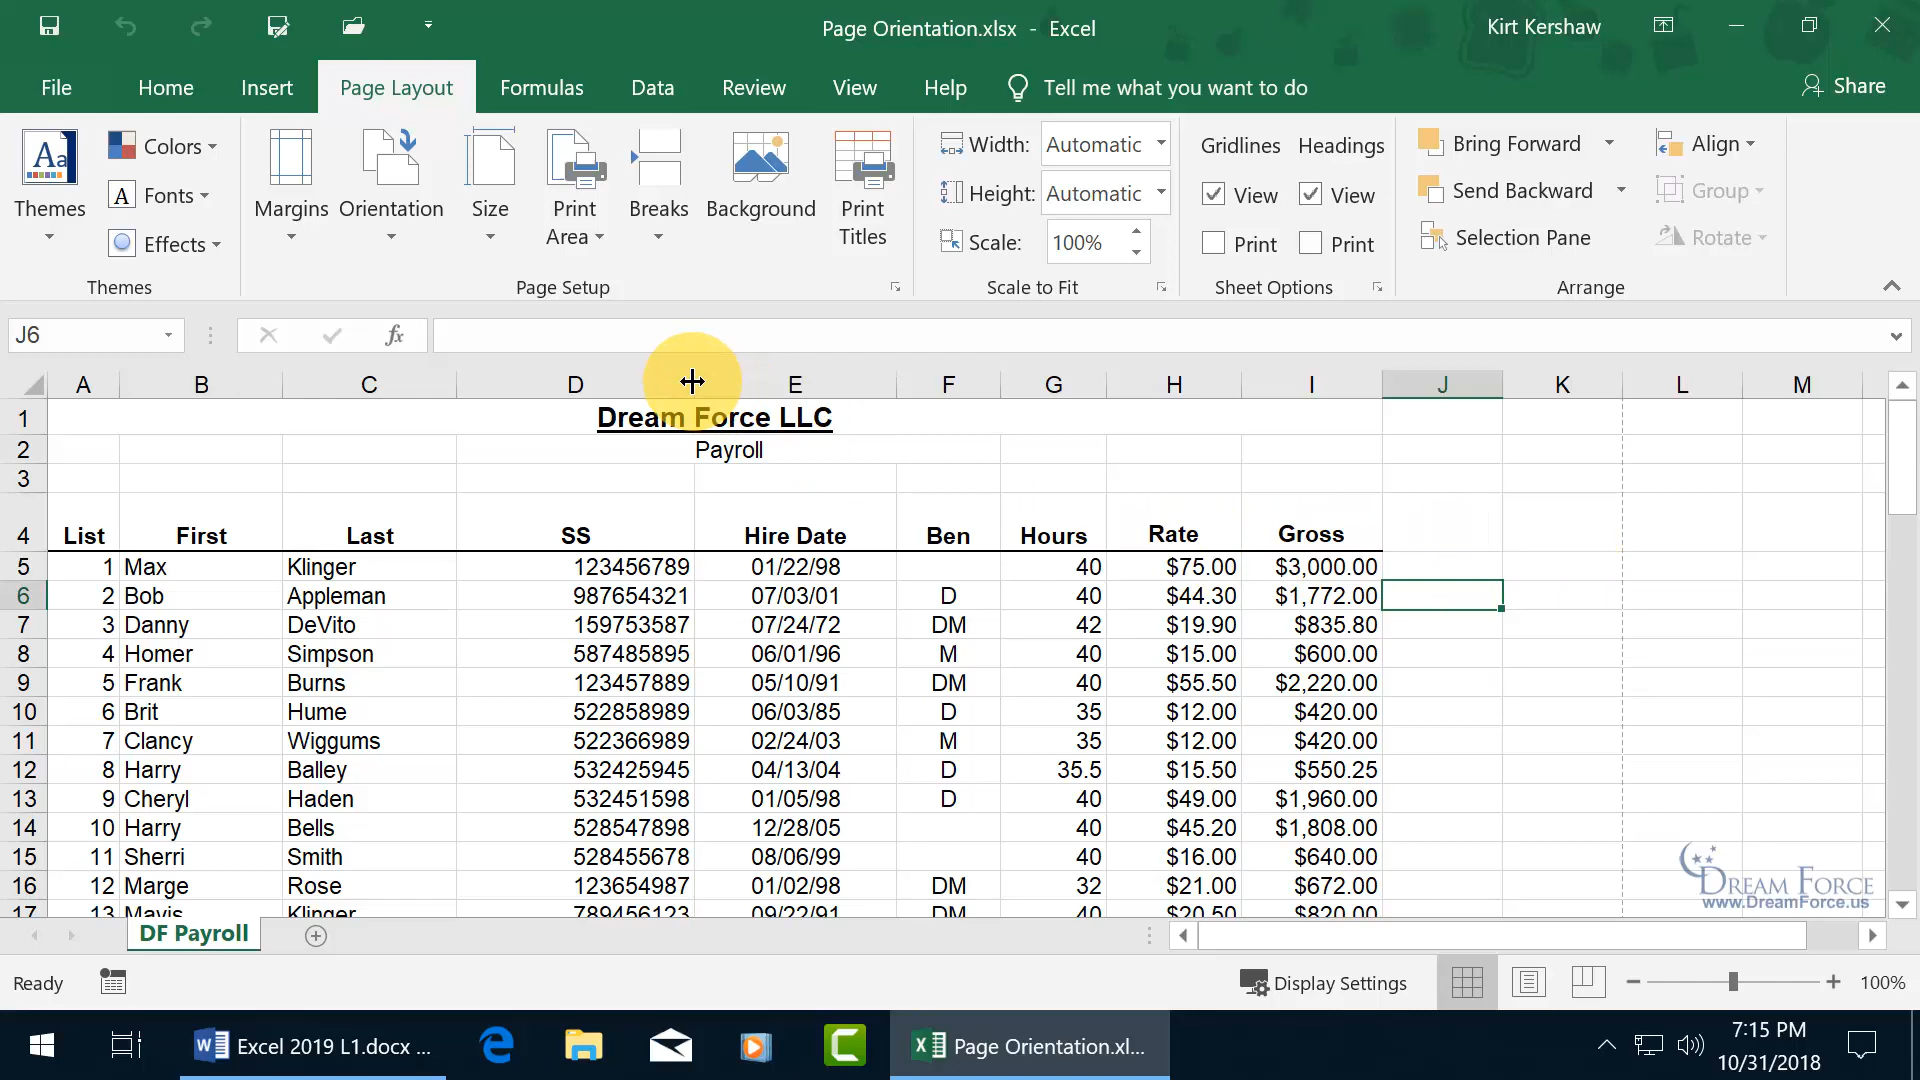 Page Orientation.xlsx - Excel
Kirt Kershaw
File Home Insert Page Layout Formulas Data Review View Help Tell me what you want to do Share
Themes
Colors
Fonts
Effects
Themes
Margins
Orientation
Size
Print Area
Breaks
Background
Print Titles
Page Setup
Width: Automatic
Height: Automatic
Scale: 100%
Scale to Fit
Gridlines Headings
View View
Print Print
Sheet Options
Bring Forward
Send Backward
Selection Pane
Align
Group
Rotate
Arrange
J6 fx
A B C D E F G H I J K L M
1 Dream Force LLC
2 Payroll
3
4 List First Last SS Hire Date Ben Hours Rate Gross
5 1 Max Klinger 123456789 01/22/98 40 $75.00 $3,000.00
6 2 Bob Appleman 987654321 07/03/01 D 40 $44.30 $1,772.00
7 3 Danny DeVito 159753587 07/24/72 DM 42 $19.90 $835.80
8 4 Homer Simpson 587485895 06/01/96 M 40 $15.00 $600.00
9 5 Frank Burns 123457889 05/10/91 DM 40 $55.50 $2,220.00
10 6 Brit Hume 522858989 06/03/85 D 35 $12.00 $420.00
11 7 Clancy Wiggums 522366989 02/24/03 M 35 $12.00 $420.00
12 8 Harry Balley 532425945 04/13/04 D 35.5 $15.50 $550.25
13 9 Cheryl Haden 532451598 01/05/98 D 40 $49.00 $1,960.00
14 10 Harry Bells 528547898 12/28/05 40 $45.20 $1,808.00
15 11 Sherri Smith 528455678 08/06/99 40 $16.00 $640.00
16 12 Marge Rose 123654987 01/02/98 DM 32 $21.00 $672.00
17 13 Mavis Klinger 789456123 09/22/91 DM 40 $20.50 $820.00
Dream Force
www.DreamForce.us
DF Payroll
Ready Display Settings 100%
Excel 2019 L1.docx ...
Page Orientation.xl...
7:15 PM
10/31/2018